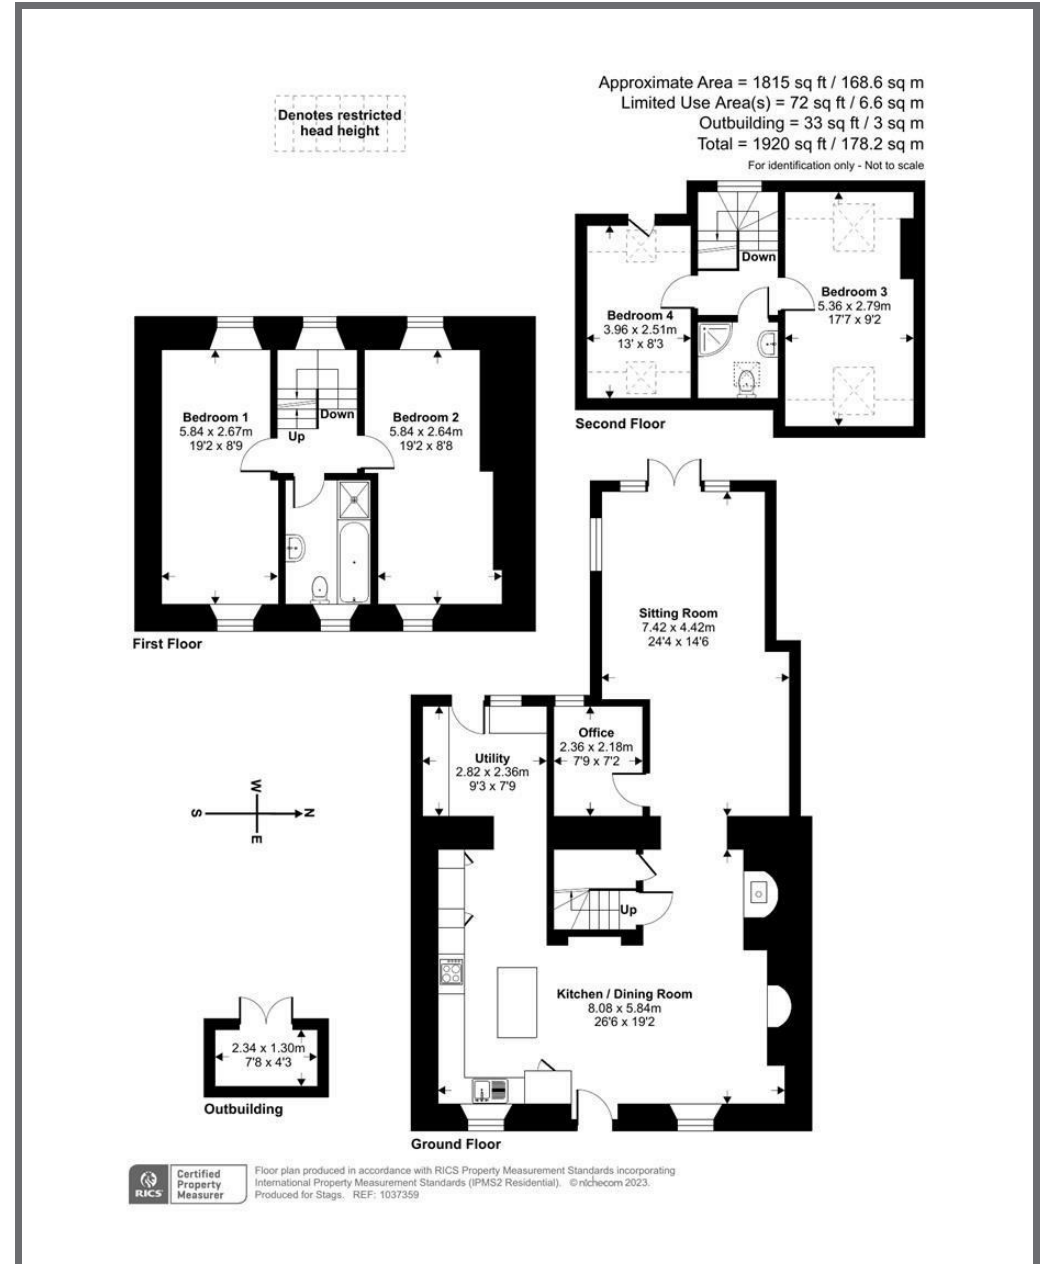 Approximate Area = 1815 sq ft / 168.6 sq m
Limited Use Area(s) = 72 sq ft / 6.6 sq m
Outbuilding = 33 sq ft / 3 sq m
Total = 1920 sq ft / 178.2 sq m
For identification only - Not to scale
Denotes restricted
head height
Down
Bedroom 3
5.36 x 2.79m
17'7 x 9'2
Bedroom 4
3.96 x 2.51m
13' x 8'3
Second Floor
Bedroom 1
5.84 x 2.67m
19'2 x 8'9
Down
Up
Bedroom 2
5.84 x 2.64m
19'2 x 8'8
First Floor
Sitting Room
7.42 x 4.42m
24'4 x 14'6
Office
2.36 x 2.18m
7'9 x 7'2
Utility
2.82 x 2.36m
9'3 x 7'9
W
S
N
E
Up
Kitchen / Dining Room
8.08 x 5.84m
26'6 x 19'2
2.34 x 1.30m
7'8 x 4'3
Outbuilding
Ground Floor
RICS
Certified
Property
Measurer
Floor plan produced in accordance with RICS Property Measurement Standards incorporating
International Property Measurement Standards (IPMS2 Residential). © nichecom 2023.
Produced for Stags. REF: 1037359